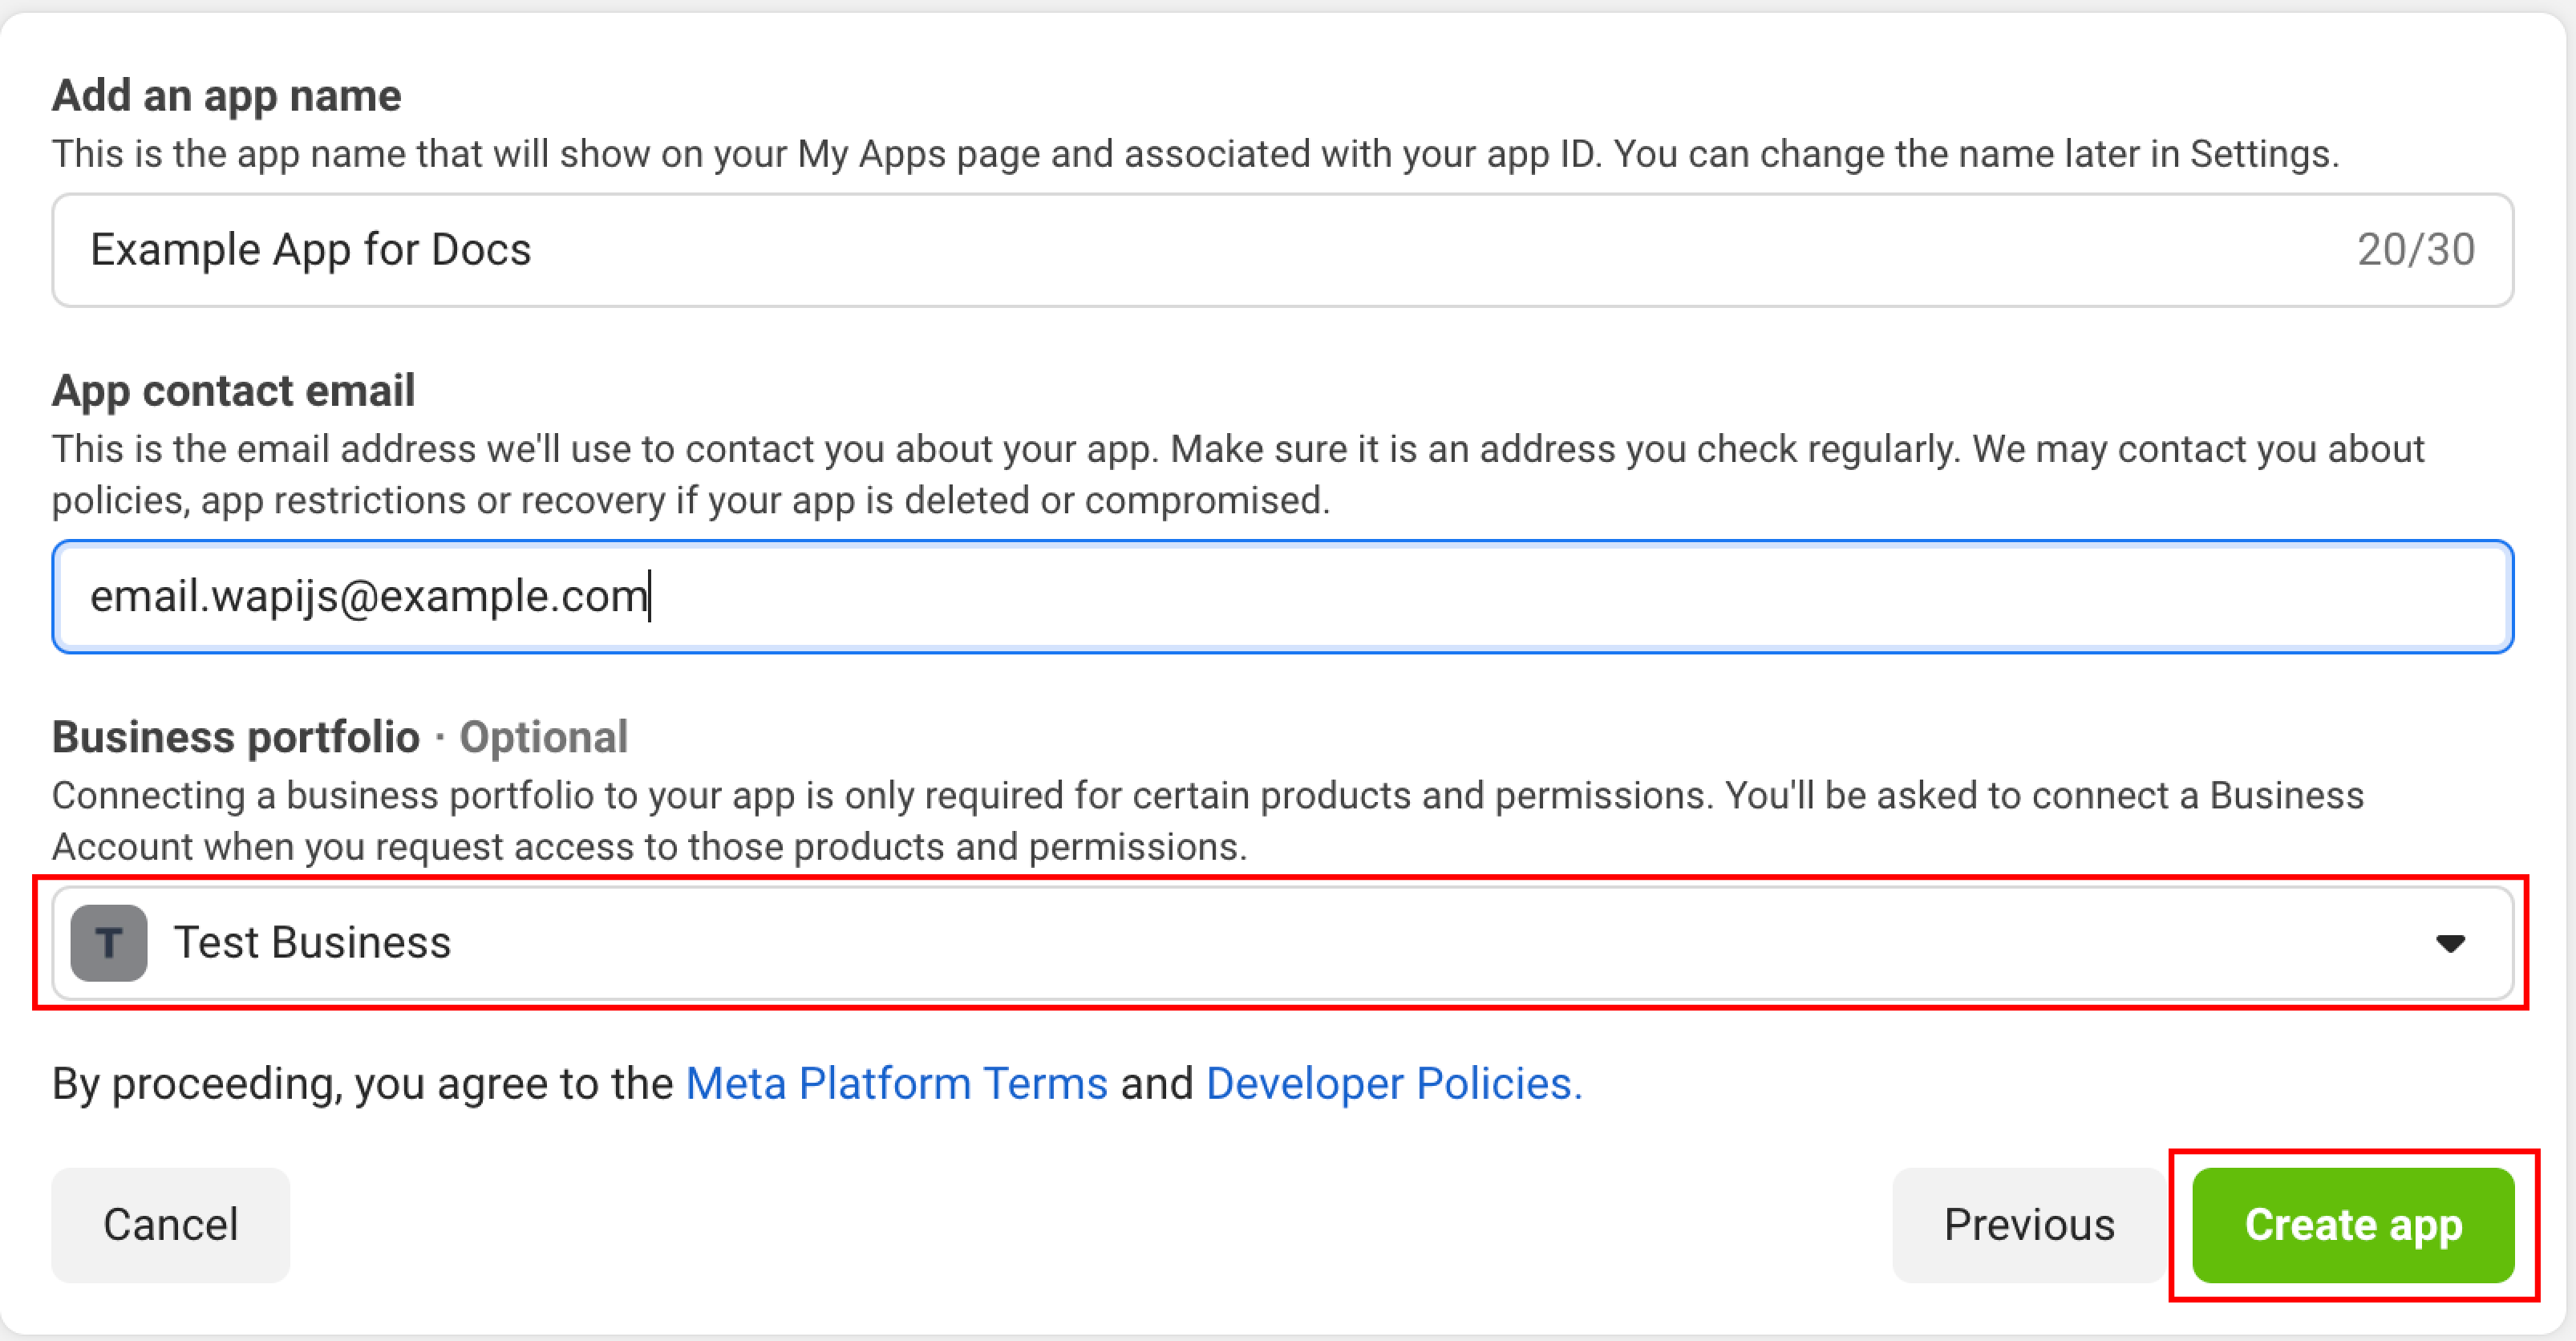 Add an app name
This is the app name that will show on your My Apps page and associated with your app ID. You can change the name later in Settings.
Example App for Docs 20/30
App contact email
This is the email address we'll use to contact you about your app. Make sure it is an address you check regularly. We may contact you about
policies, app restrictions or recovery if your app is deleted or compromised.
email.wapijs@example.com
Business portfolio · Optional
Connecting a business portfolio to your app is only required for certain products and permissions. You'll be asked to connect a Business
Account when you request access to those products and permissions.
T Test Business
By proceeding, you agree to the Meta Platform Terms and Developer Policies.
Cancel Previous Create app